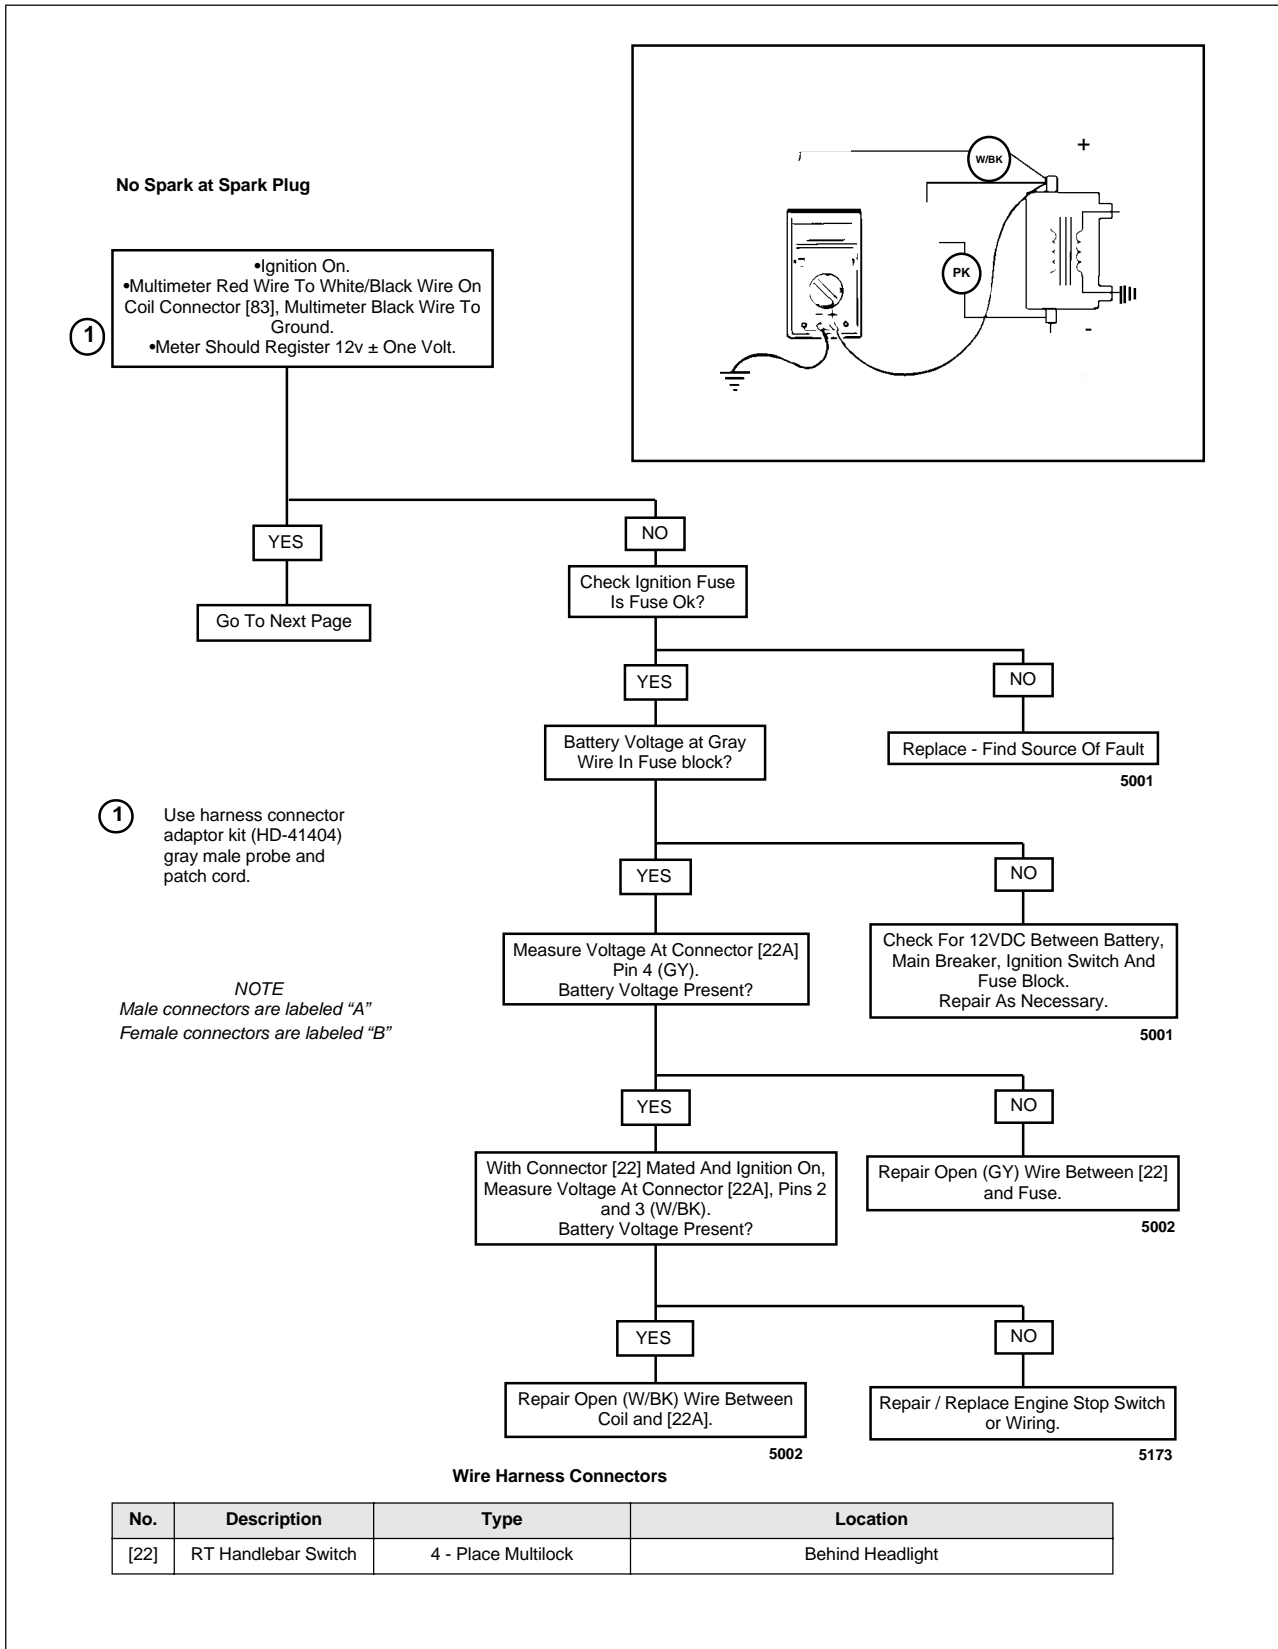 No Spark at Spark Plug
W/BK
+
PK
-
•Ignition On.
•Multimeter Red Wire To White/Black Wire On
Coil Connector [83], Multimeter Black Wire To
Ground.
•Meter Should Register 12v ± One Volt.
1
YES
NO
Go To Next Page
Check Ignition Fuse
Is Fuse Ok?
YES
NO
Battery Voltage at Gray
Wire In Fuse block?
Replace - Find Source Of Fault
5001
1
Use harness connector
adaptor kit (HD-41404)
gray male probe and
patch cord.
YES
NO
Measure Voltage At Connector [22A]
Pin 4 (GY).
Battery Voltage Present?
Check For 12VDC Between Battery,
Main Breaker, Ignition Switch And
Fuse Block.
Repair As Necessary.
5001
NOTE
Male connectors are labeled “A”
Female connectors are labeled “B”
YES
NO
With Connector [22] Mated And Ignition On,
Measure Voltage At Connector [22A], Pins 2
and 3 (W/BK).
Battery Voltage Present?
Repair Open (GY) Wire Between [22]
and Fuse.
5002
YES
NO
Repair Open (W/BK) Wire Between
Coil and [22A].
5002
Repair / Replace Engine Stop Switch
or Wiring.
5173
Wire Harness Connectors
No. Description Type Location
[22] RT Handlebar Switch 4 - Place Multilock Behind Headlight